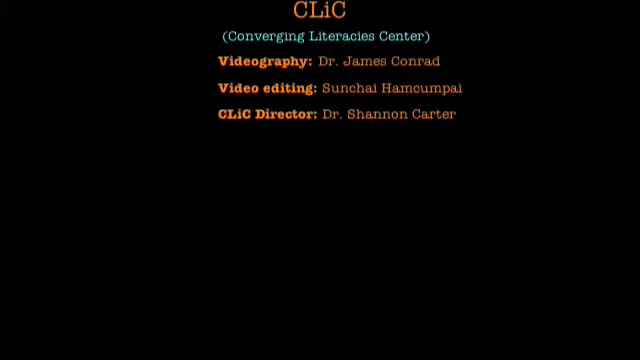 CLiC
(Converging Literacies Center)
Videography: Dr. James Conrad
Video editing: Sunchai Hamcumpai
CLiC Director: Dr. Shannon Carter